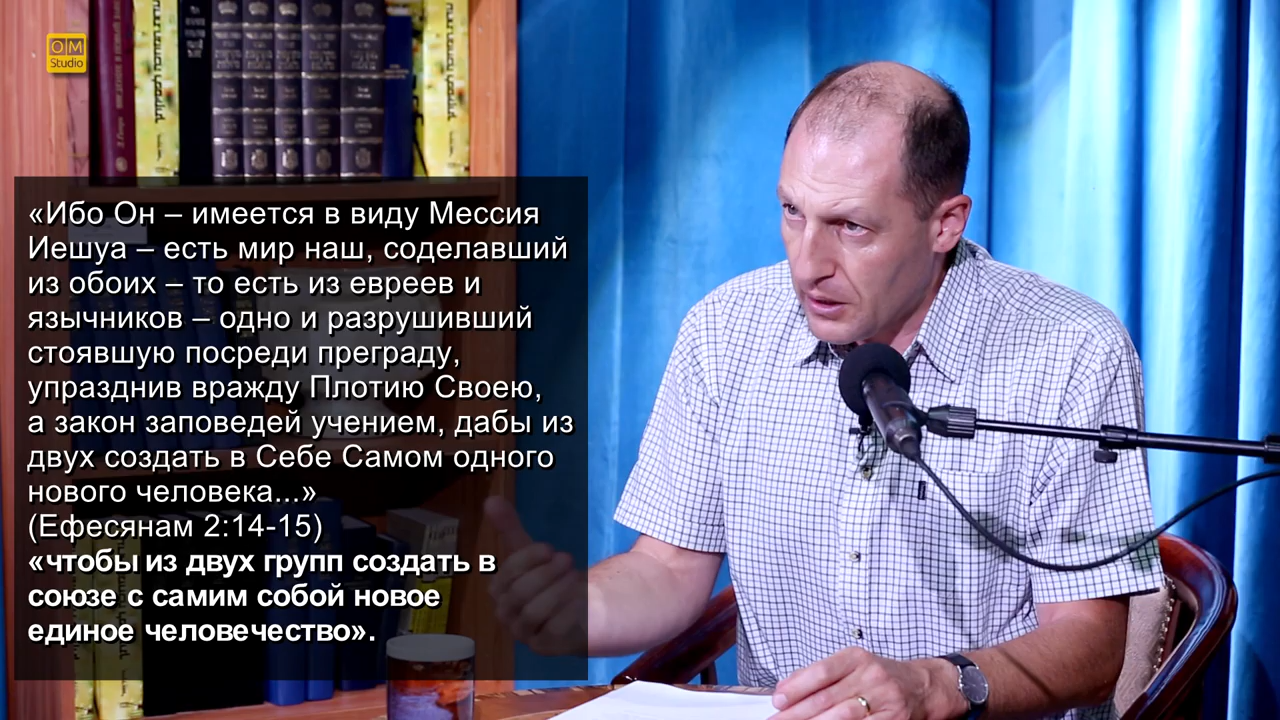 OM
Studio
«Ибо Он – имеется в виду Мессия
Иешуа – есть мир наш, соделавший
из обоих – то есть из евреев и
язычников – одно и разрушивший
стоявшую посреди преграду,
упразднив вражду Плотию Своею,
а закон заповедей учением, дабы из
двух создать в Себе Самом одного
нового человека...»
(Ефесянам 2:14-15)
«чтобы из двух групп создать в
союзе с самим собой новое
единое человечество».